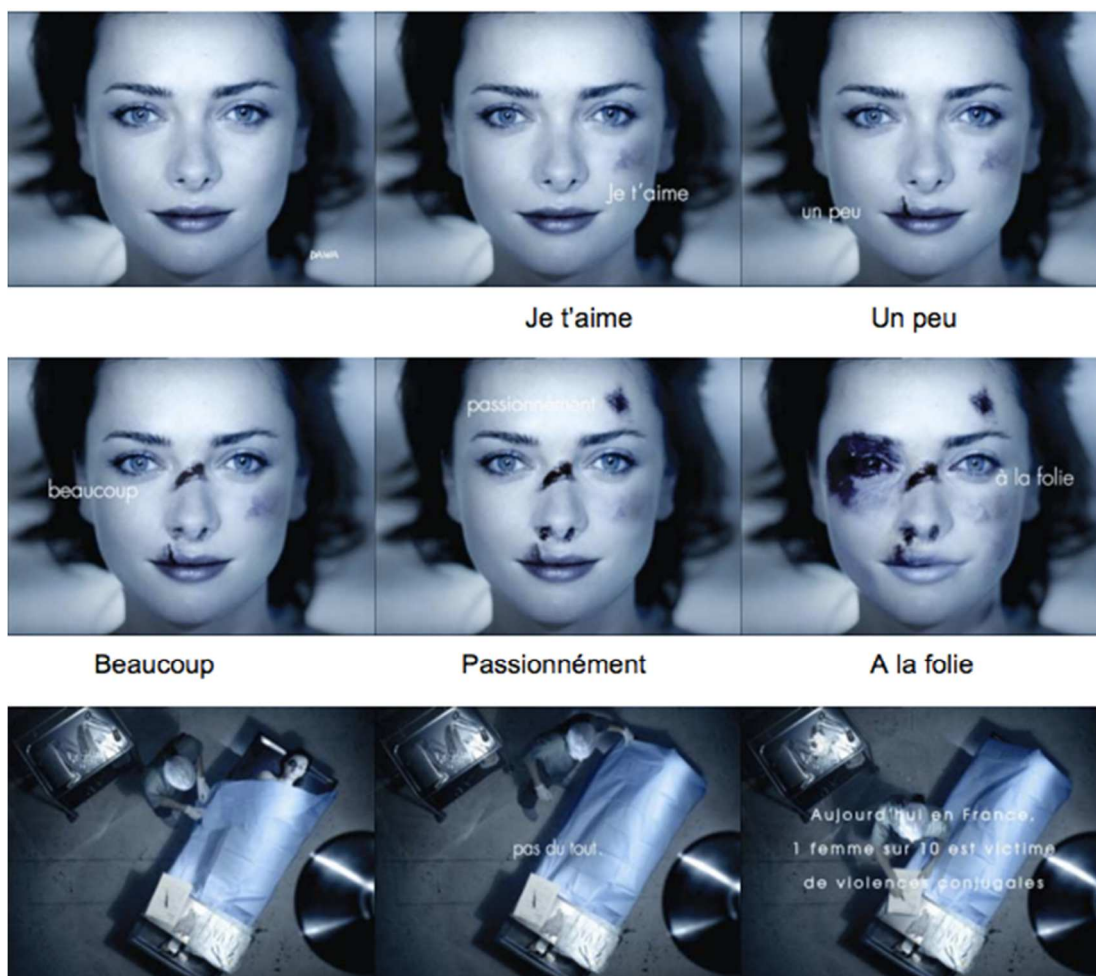 DAWA
Je t'aime
un peu
Je t'aime
Un peu
beaucoup
passionnément
à la folie
Beaucoup
Passionnément
A la folie
pas du tout.
Aujourd'hui en France,
1 femme sur 10 est victime
de violences conjugales